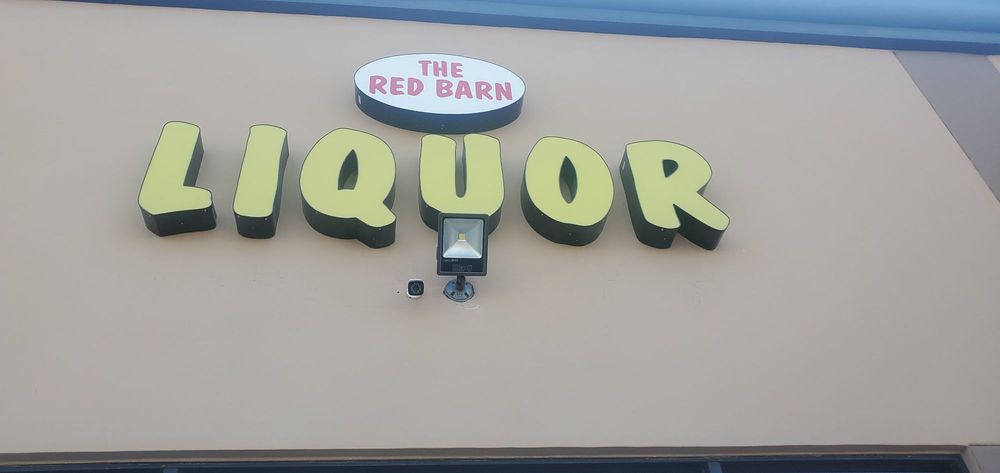 THE
RED BARN
LIQUOR